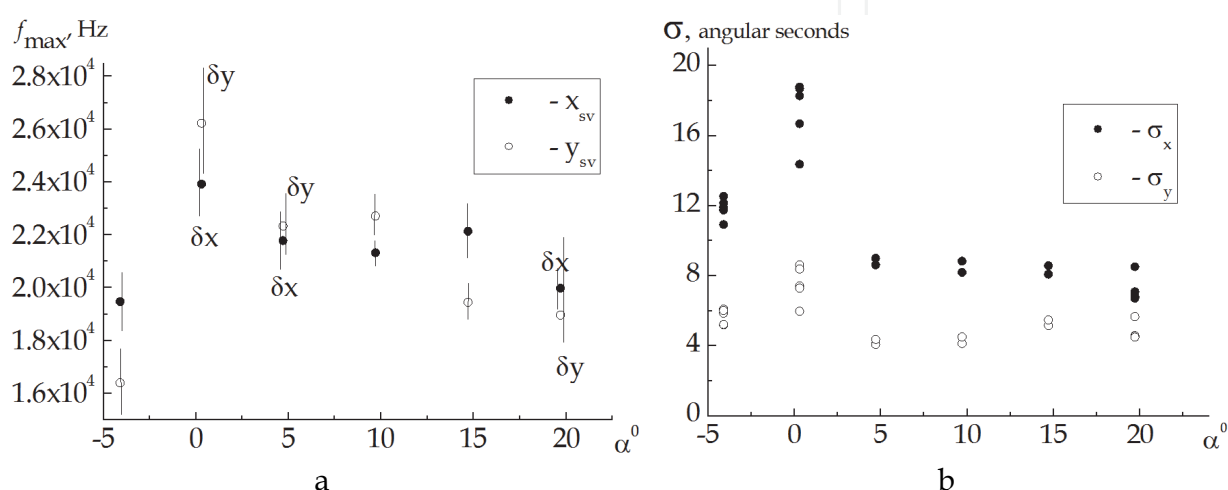 f_max, Hz
2.8x10^4
2.6x10^4
2.4x10^4
2.2x10^4
2.0x10^4
1.8x10^4
1.6x10^4
δy
δx
δy
δx
δx
δy
- x_sv
- y_sv
-5 0 5 10 15 20 α^0
a
σ, angular seconds
20
16
12
8
4
0
- σ_x
- σ_y
-5 0 5 10 15 20 α^0
b